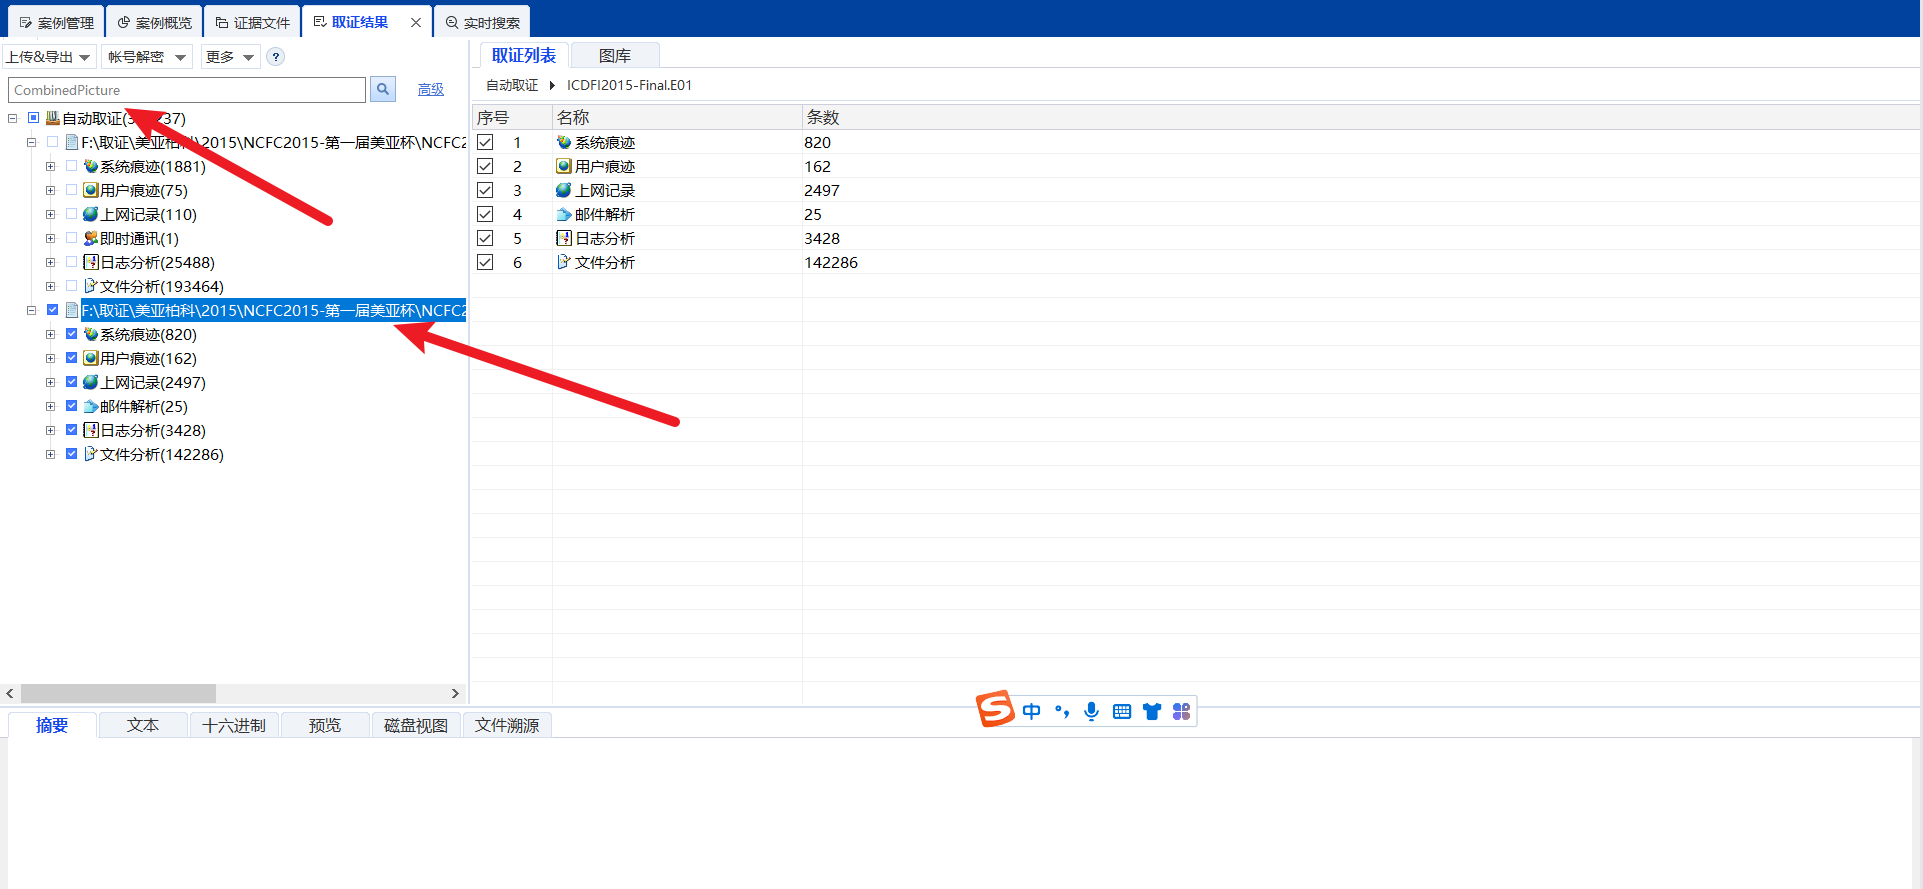 案例管理 案例概览 证据文件 取证结果 实时搜索
上传&导出 帐号解密 更多 ?
CombinedPicture 高级
自动取证(3 237)
F:\取证\美亚柏科\2015\NCFC2015-第一届美亚杯\NCFC2
系统痕迹(1881)
用户痕迹(75)
上网记录(110)
即时通讯(1)
日志分析(25488)
文件分析(193464)
F:\取证\美亚柏科\2015\NCFC2015-第一届美亚杯\NCFC2
系统痕迹(820)
用户痕迹(162)
上网记录(2497)
邮件解析(25)
日志分析(3428)
文件分析(142286)
取证列表 图库
自动取证 ICDFI2015-Final.E01
序号 名称 条数
1 系统痕迹 820
2 用户痕迹 162
3 上网记录 2497
4 邮件解析 25
5 日志分析 3428
6 文件分析 142286
S 中
摘要 文本 十六进制 预览 磁盘视图 文件溯源